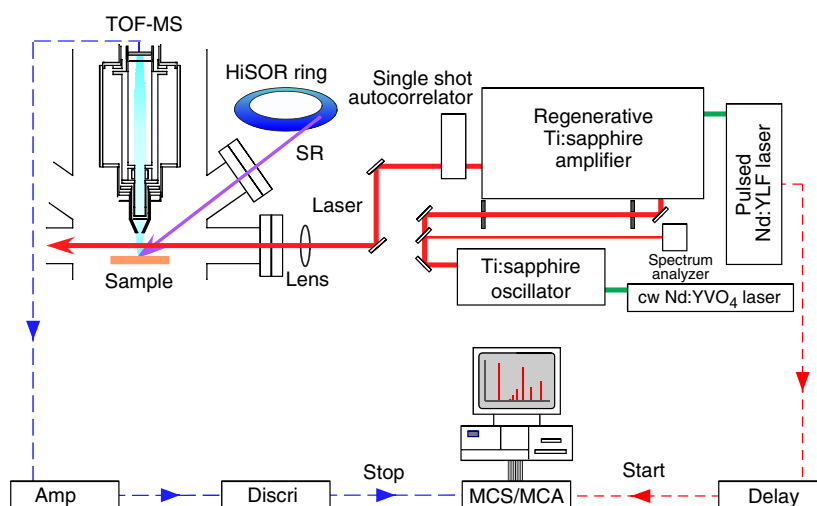 TOF-MS
HiSOR ring
SR
Single shot
autocorrelator
Regenerative
Ti:sapphire
amplifier
Pulsed
Nd:YLF laser
Laser
Lens
Sample
Spectrum
analyzer
Ti:sapphire
oscillator
cw Nd:YVO₄ laser
Stop
Start
Amp
Discri
MCS/MCA
Delay